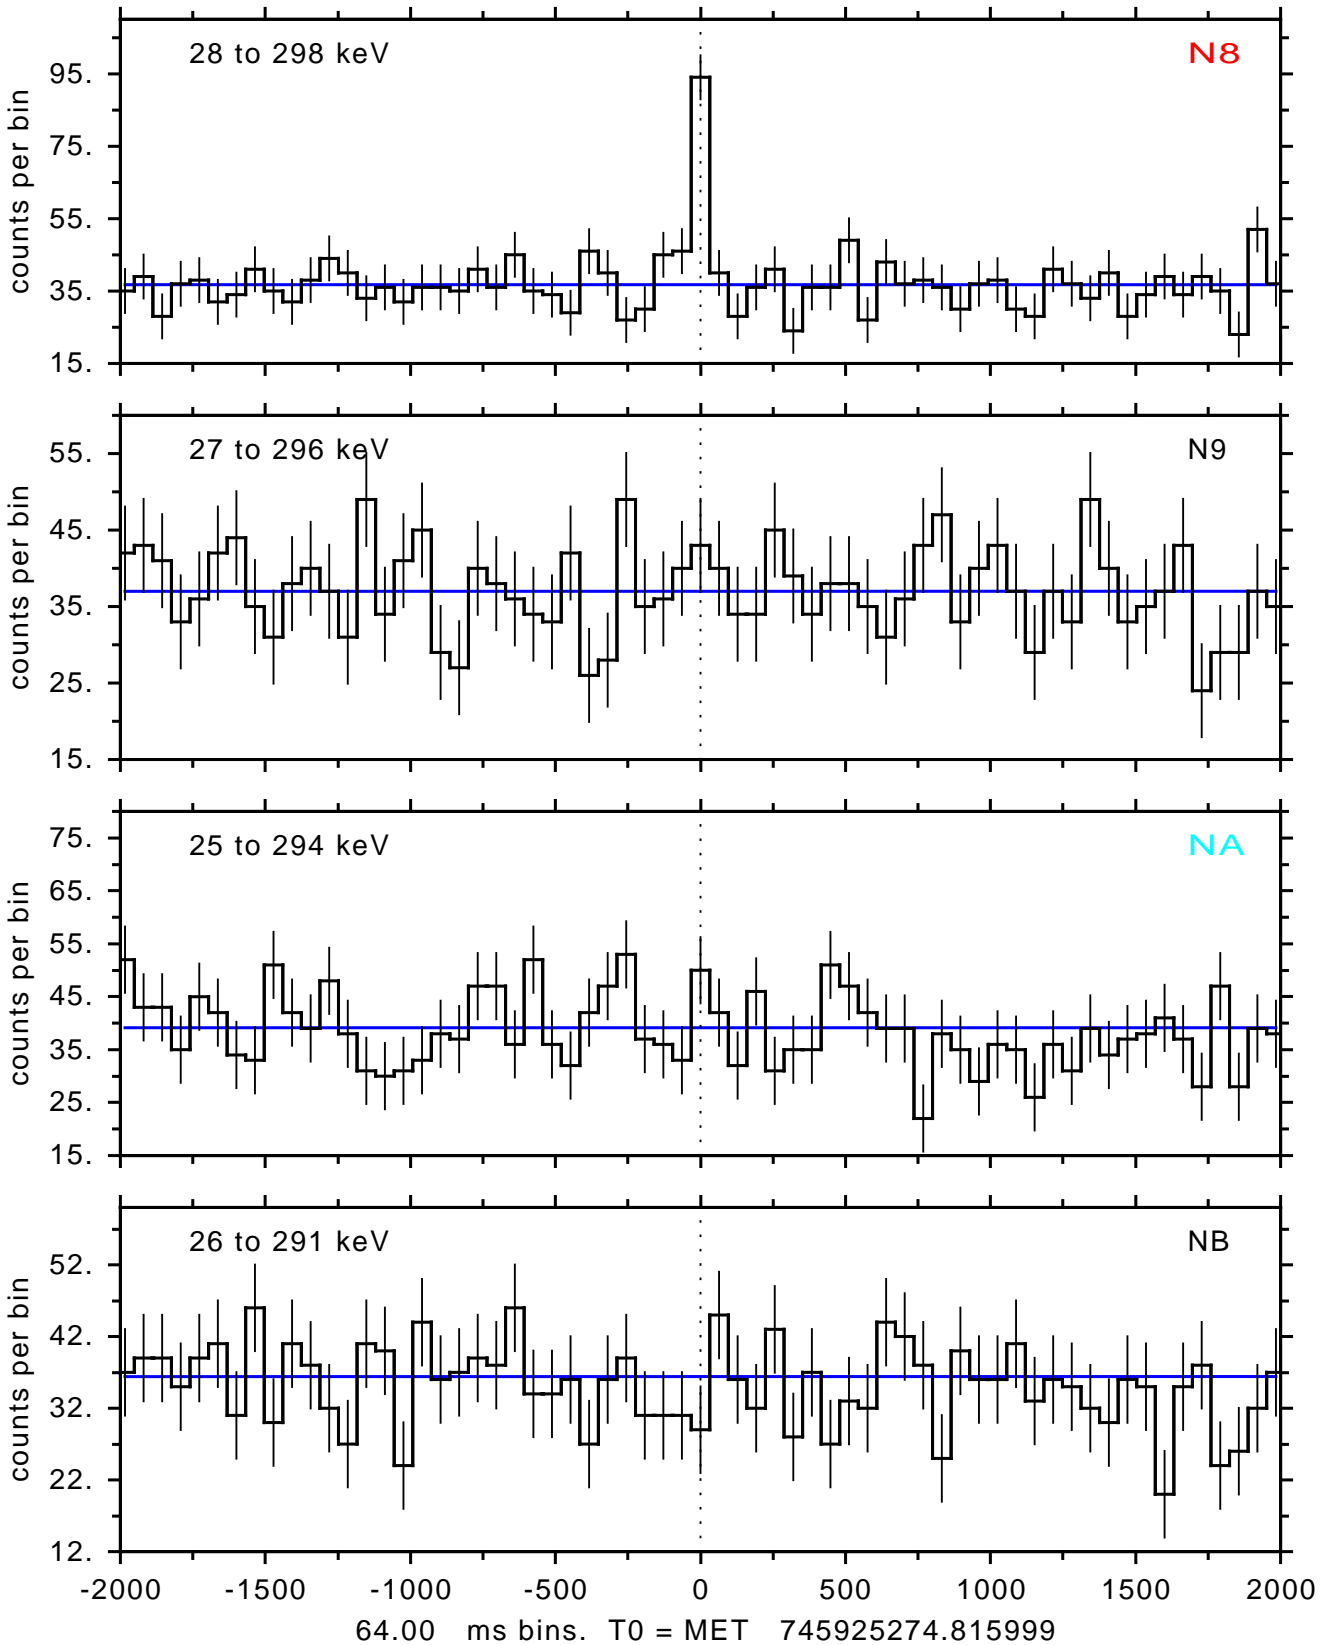 28 to 298 keV N8
95.
75.
55.
35.
15.
counts per bin
27 to 296 keV N9
55.
45.
35.
25.
15.
counts per bin
25 to 294 keV NA
75.
65.
55.
45.
35.
25.
15.
counts per bin
26 to 291 keV NB
52.
42.
32.
22.
12.
counts per bin
-2000 -1500 -1000 -500 0 500 1000 1500 2000
64.00 ms bins. T0 = MET 745925274.815999